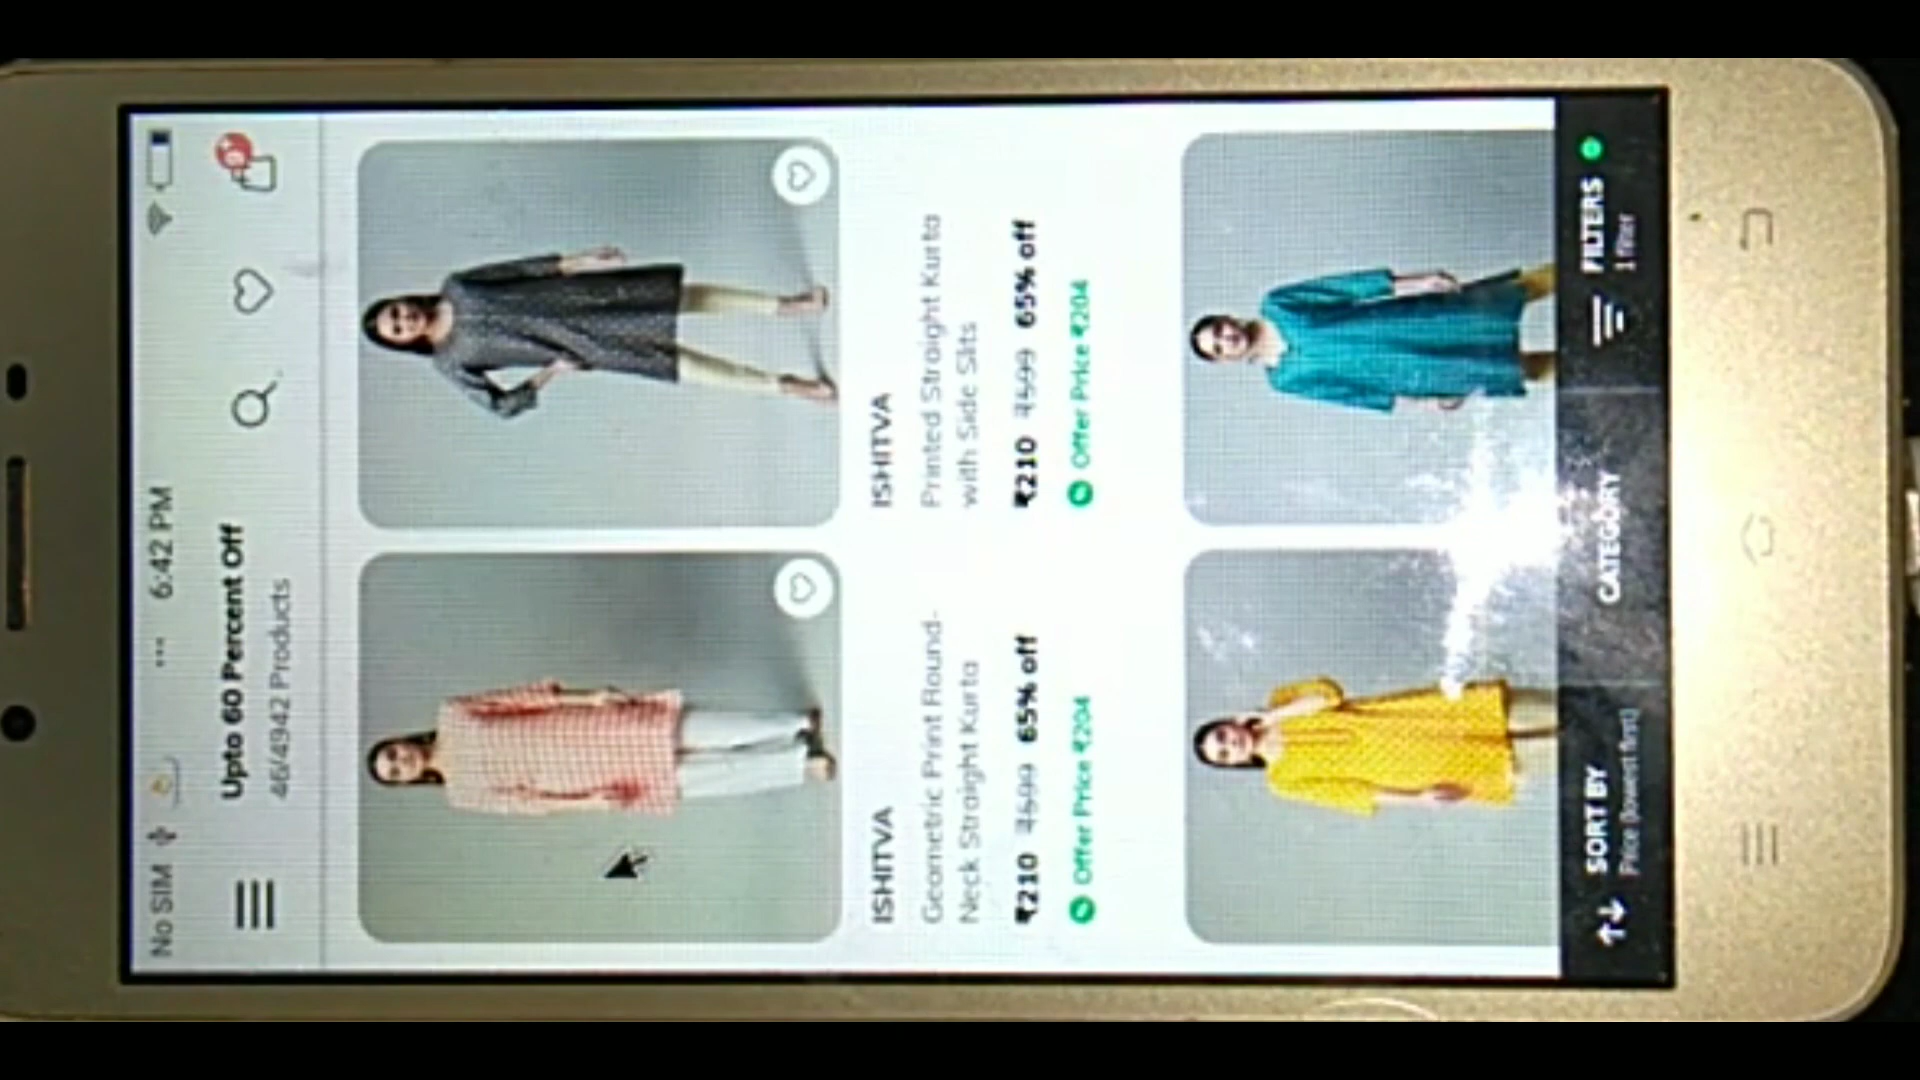 No SIM ... 6:42 PM
Upto 60 Percent Off
46/4942 Products
9+
ISHITVA
Geometric Print Round-
Neck Straight Kurta
₹210 ₹599 65% off
Offer Price ₹204
ISHITVA
Printed Straight Kurta
with Side Slits
₹210 ₹599 65% off
Offer Price ₹204
SORT BY
Price (lowest first)
CATEGORY
FILTERS
1 filter